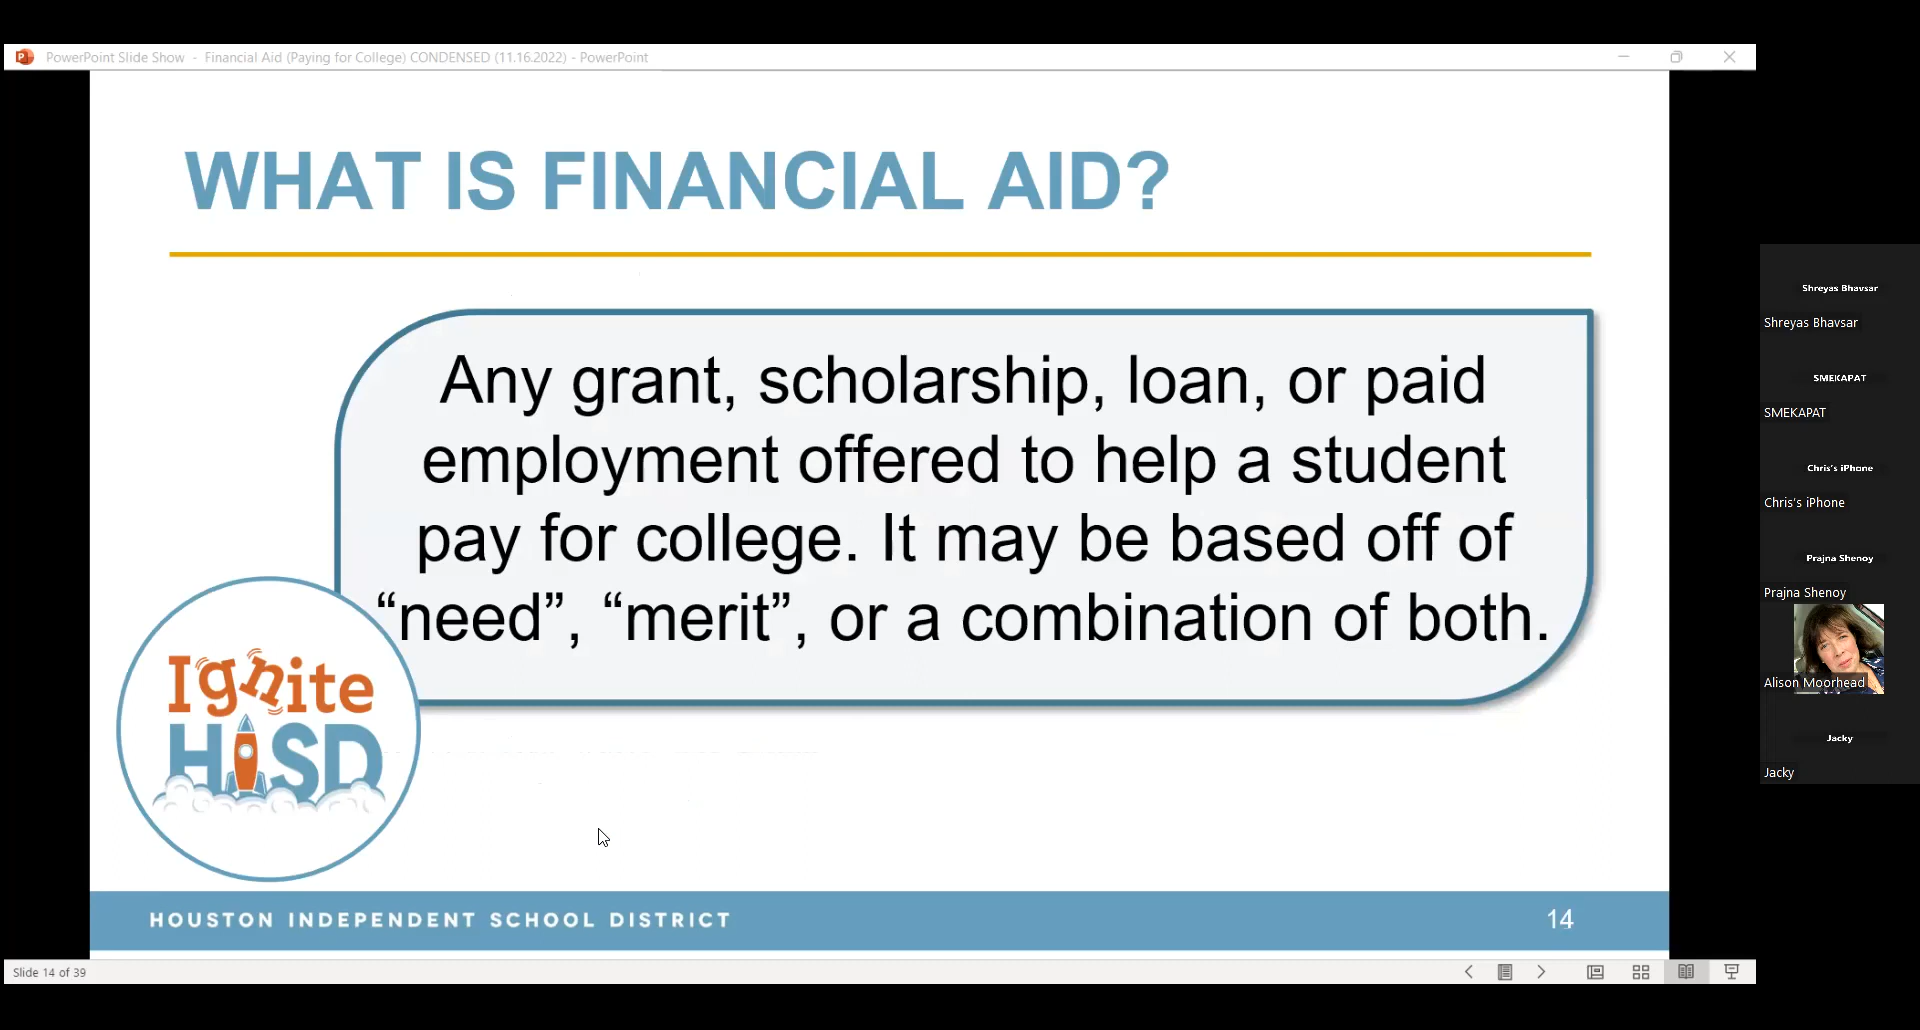 PowerPoint Slide Show - Financial Aid (Paying for College) CONDENSED (11.16.2022) - PowerPoint
WHAT IS FINANCIAL AID?
Any grant, scholarship, loan, or paid
employment offered to help a student
pay for college. It may be based off of
“need”, “merit”, or a combination of both.
Ignite
HISD
HOUSTON INDEPENDENT SCHOOL DISTRICT
14
Slide 14 of 39
Shreyas Bhavsar
Shreyas Bhavsar
SMEKAPAT
SMEKAPAT
Chris's iPhone
Chris's iPhone
Prajna Shenoy
Prajna Shenoy
Alison Moorhead
Jacky
Jacky